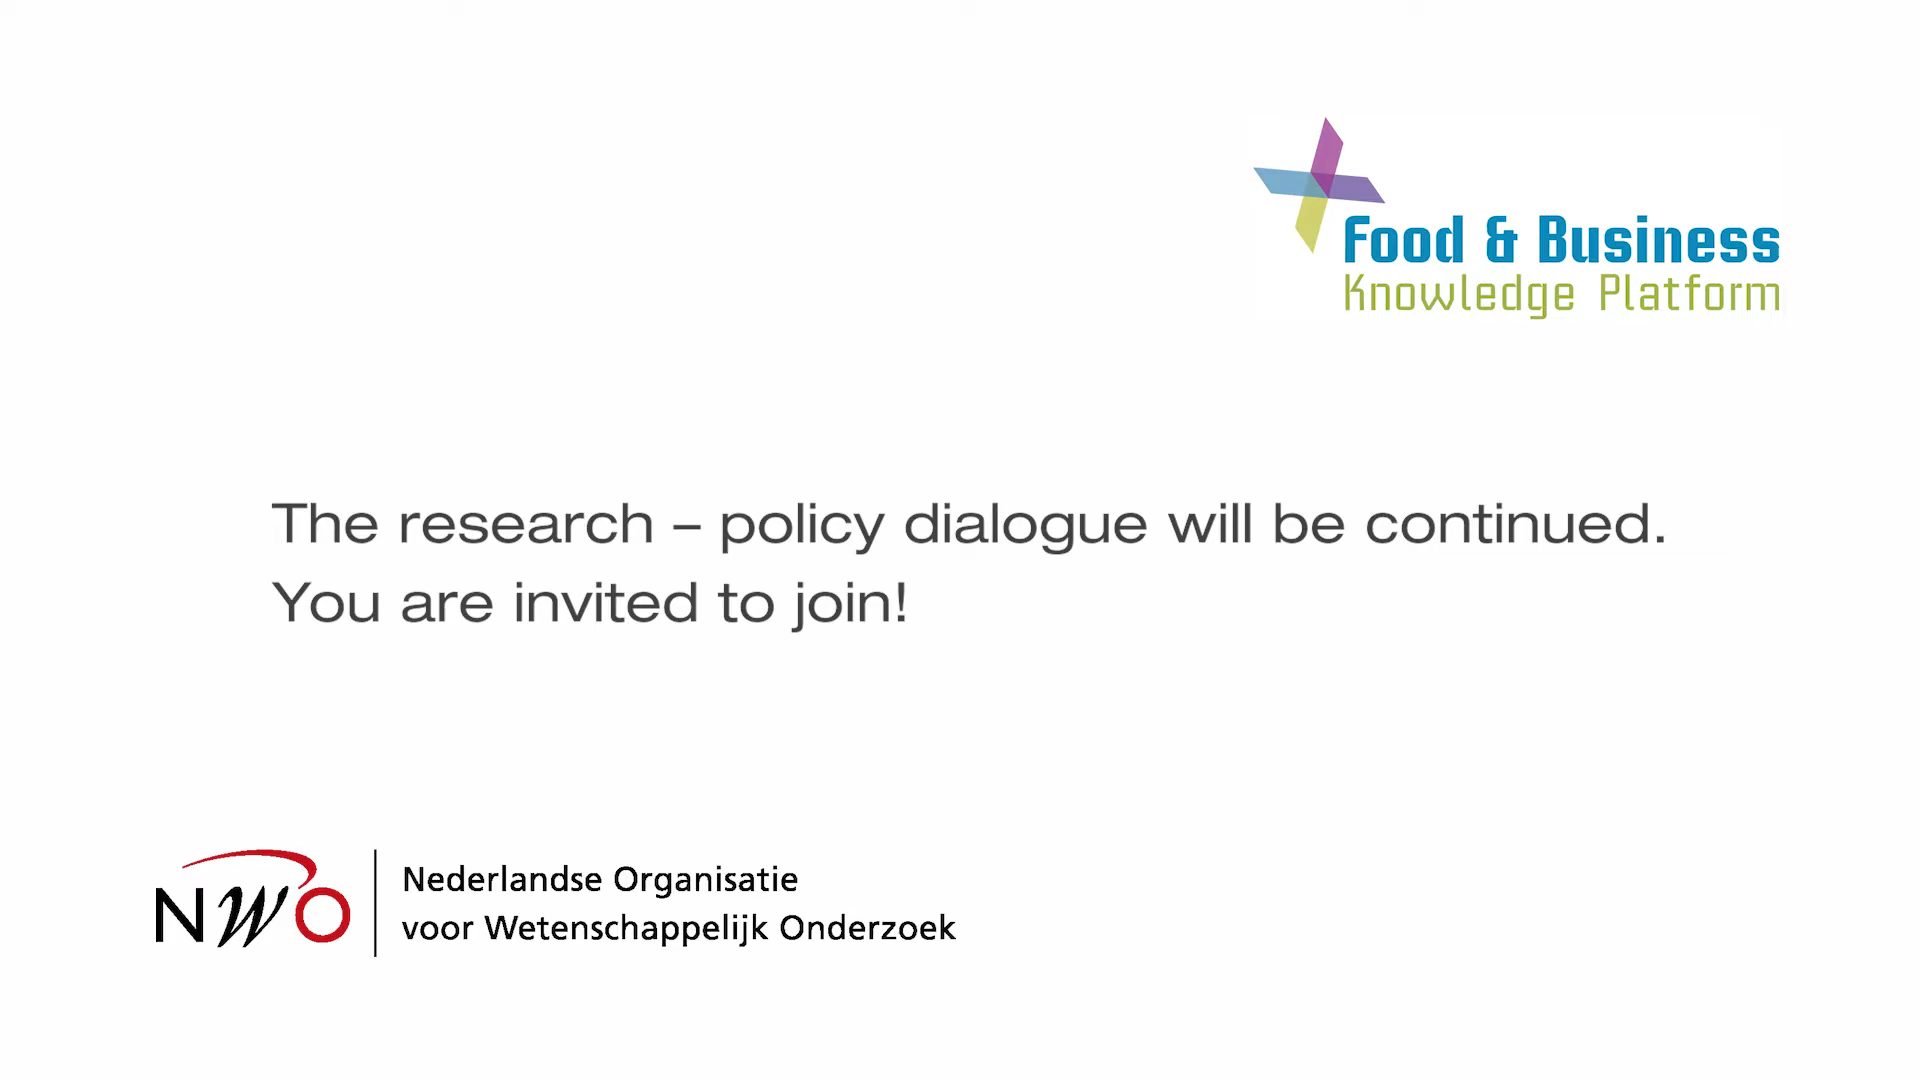 Food & Business
Knowledge Platform
The research – policy dialogue will be continued.
You are invited to join!
NWO
Nederlandse Organisatie
voor Wetenschappelijk Onderzoek